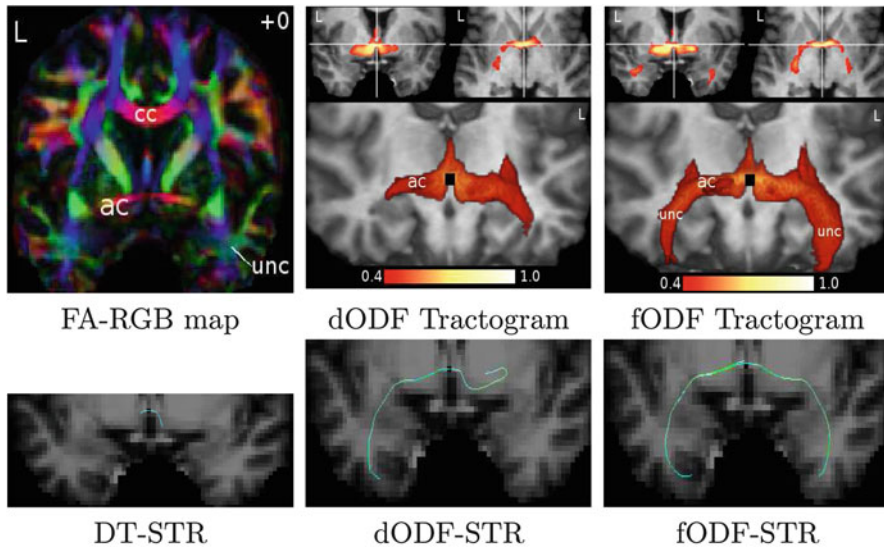 L
+0
cc
ac
unc
FA-RGB map
L
L
ac
0.4
1.0
dODF Tractogram
L
L
ac
unc
unc
0.4
1.0
fODF Tractogram
DT-STR
dODF-STR
fODF-STR